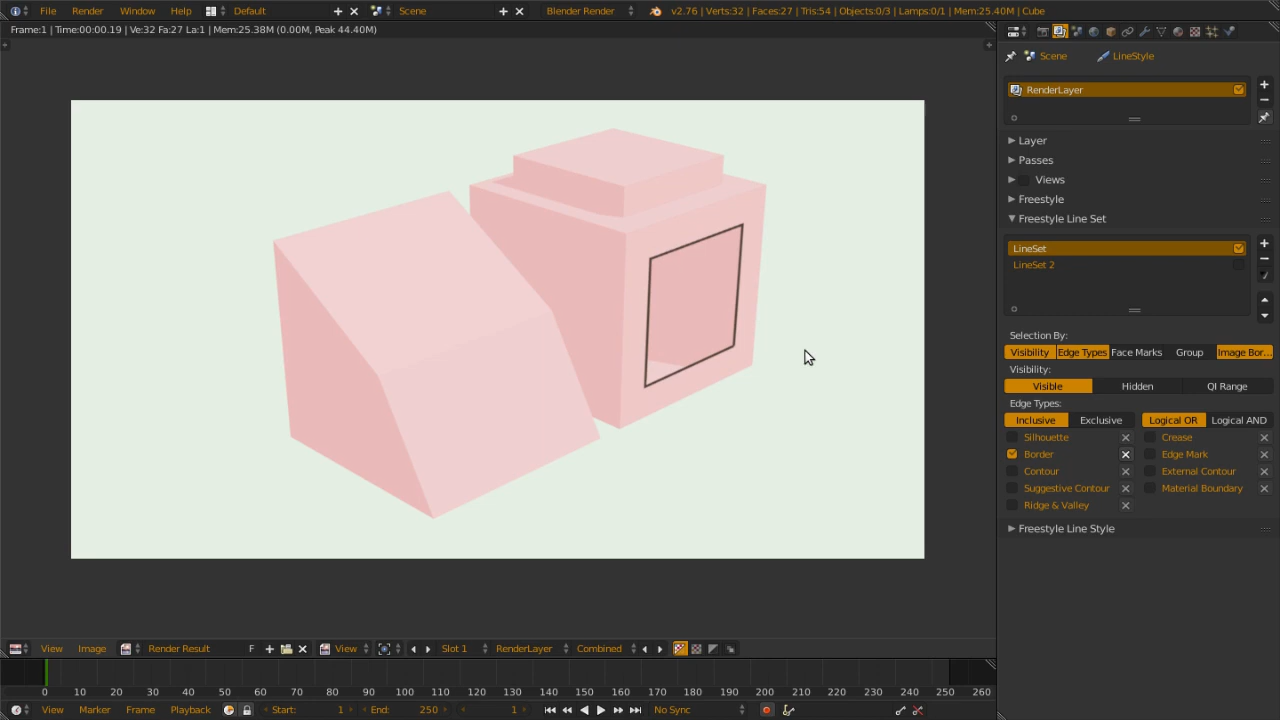 File Render Window Help Default Scene Blender Render v2.76 | Verts:32 | Faces:27 | Tris:54 | Objects:0/3 | Lamps:0/1 | Mem:25.40M | Cube
Frame:1 | Time:00:00.19 | Ve:32 Fa:27 La:1 | Mem:25.38M (0.00M, Peak 44.40M)
Scene LineStyle
RenderLayer
Layer
Passes
Views
Freestyle
Freestyle Line Set
LineSet
LineSet 2
Selection By:
Visibility Edge Types Face Marks Group Image Bor...
Visibility:
Visible Hidden QI Range
Edge Types:
Inclusive Exclusive Logical OR Logical AND
Silhouette Crease
Border Edge Mark
Contour External Contour
Suggestive Contour Material Boundary
Ridge & Valley
Freestyle Line Style
View Image Render Result F View Slot 1 RenderLayer Combined
0 10 20 30 40 50 60 70 80 90 100 110 120 130 140 150 160 170 180 190 200 210 220 230 240 250 260
View Marker Frame Playback Start: 1 End: 250 1 No Sync